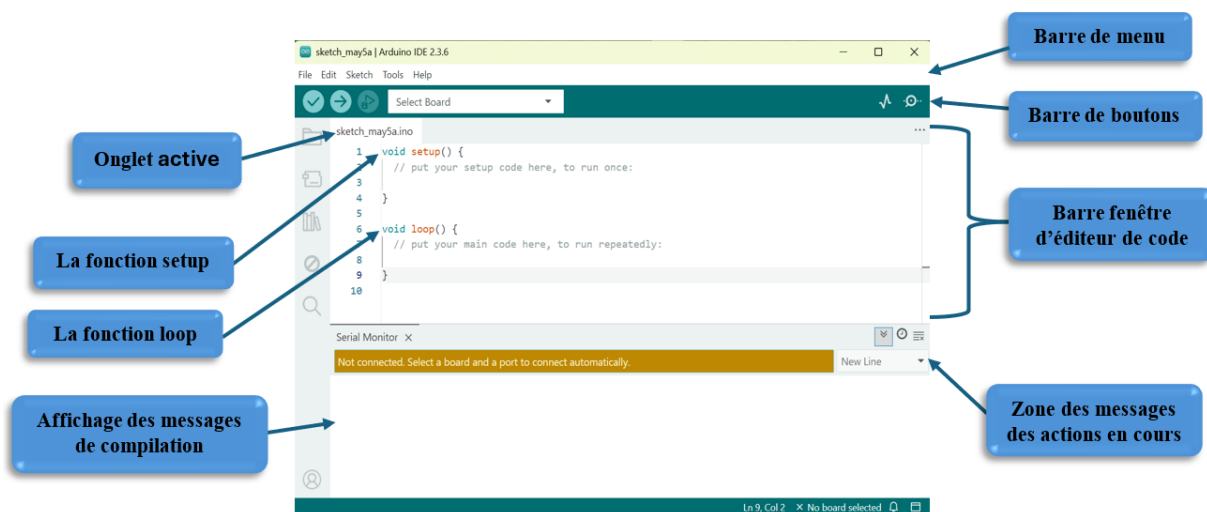 Barre de menu
sketch_may5a | Arduino IDE 2.3.6
File Edit Sketch Tools Help
Select Board
Barre de boutons
sketch_may5a.ino
Onglet active
1 void setup() {
2 // put your setup code here, to run once:
3
4 }
5
6 void loop() {
7 // put your main code here, to run repeatedly:
8
9 }
10
Barre fenêtre
d'éditeur de code
La fonction setup
La fonction loop
Serial Monitor ×
Not connected. Select a board and a port to connect automatically.
New Line
Affichage des messages
de compilation
Zone des messages
des actions en cours
Ln 9, Col 2 × No board selected